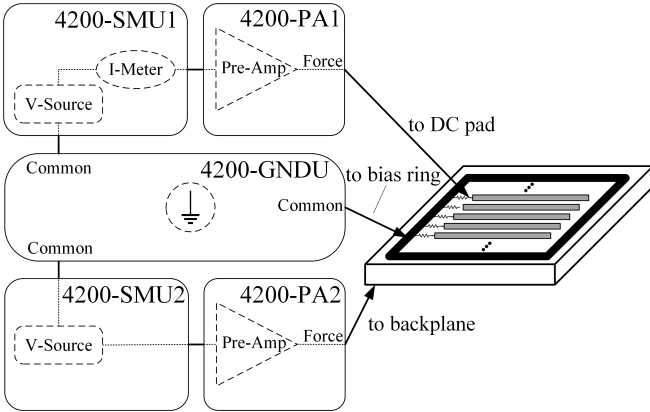 4200-SMU1
4200-PA1
I-Meter
Pre-Amp
Force
V-Source
to DC pad
Common
4200-GNDU
to bias ring
Common
Common
4200-SMU2
4200-PA2
V-Source
Pre-Amp
Force
to backplane